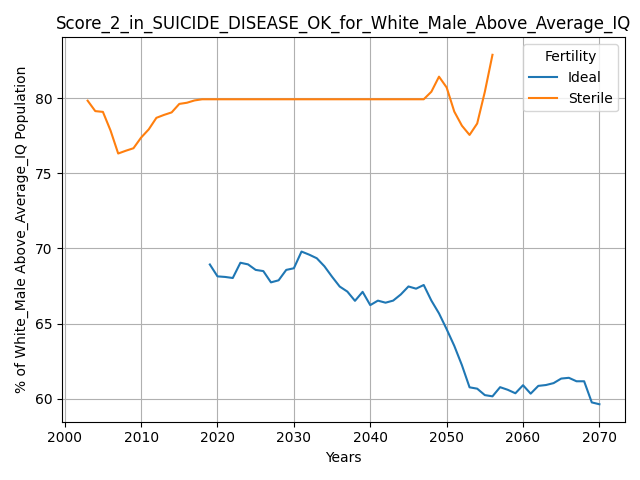 Score_2_in_SUICIDE_DISEASE_OK_for_White_Male_Above_Average_IQ
% of White_Male Above_Average_IQ Population
80
75
70
65
60
Fertility
Ideal
Sterile
2000 2010 2020 2030 2040 2050 2060 2070
Years